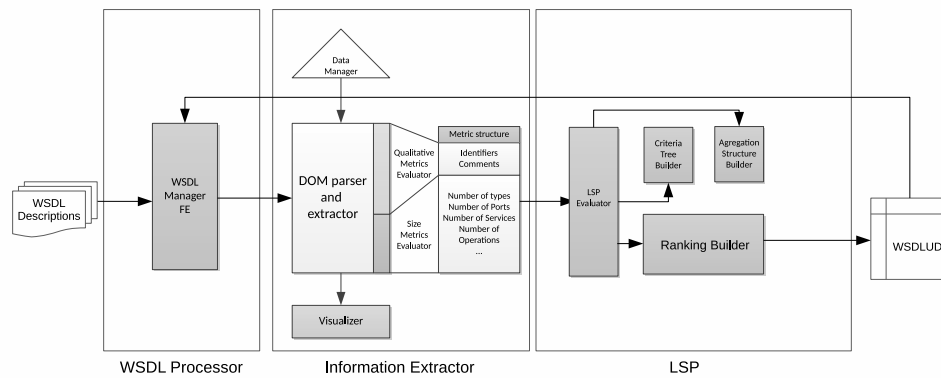 Data
Manager
WSDL
Descriptions
WSDL
Manager
FE
DOM parser
and
extractor
Qualitative
Metrics
Evaluator
Size
Metrics
Evaluator
Metric structure
Identifiers
Comments
Number of types
Number of Ports
Number of Services
Number of
Operations
...
Visualizer
LSP
Evaluator
Criteria
Tree
Builder
Agregation
Structure
Builder
Ranking Builder
WSDLUD
WSDL Processor
Information Extractor
LSP